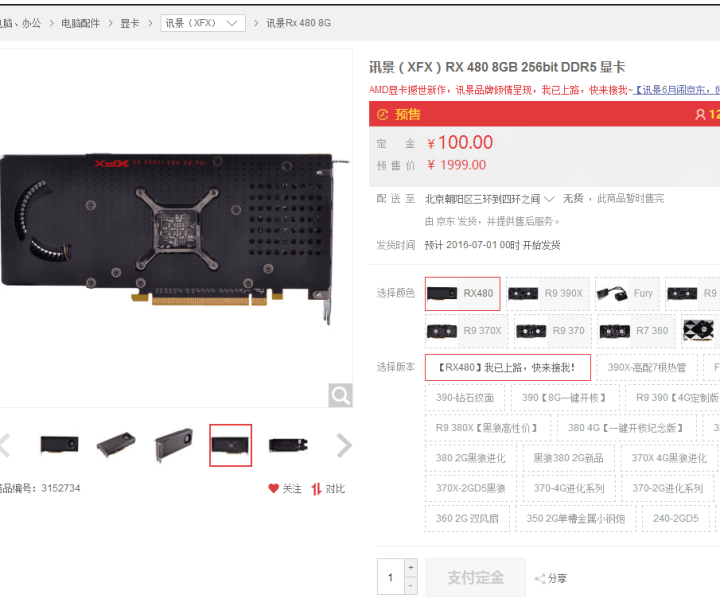 电脑、办公 > 电脑配件 > 显卡 > 讯景（XFX） > 讯景Rx 480 8G
讯景（XFX）RX 480 8GB 256bit DDR5 显卡
AMD显卡撼世新作，讯景品牌倾情呈现，我已上路，快来接我~【讯景6月闹京东，
预售
12
定 金 ¥100.00
预 售 价 ¥ 1999.00
配 送 至 北京朝阳区三环到四环之间 无货，此商品暂时售完
由 京东 发货，并提供售后服务。
发货时间 预计 2016-07-01 00时 开始发货
选择颜色 RX480 R9 390X Fury R9
R9 370X R9 370 R7 360
选择版本 【RX480】我已上路，快来接我！ 390X-高配7根热管 F
390-钻石纹面 390【8G一键开核】 R9 390【4G定制版
R9 380X【黑狼高性价】 380 4G【一键开核纪念版】 3
380 2G黑狼进化 黑狼380 2G新品 370X 4G黑狼进化
370X-2GD5黑狼 370-4G进化系列 370-2G进化系列
360 2G 双风扇 350 2G单槽金属小钢炮 240-2GD5
1 + - 支付定金 分享
XFX
商品编号：3152734 关注 对比